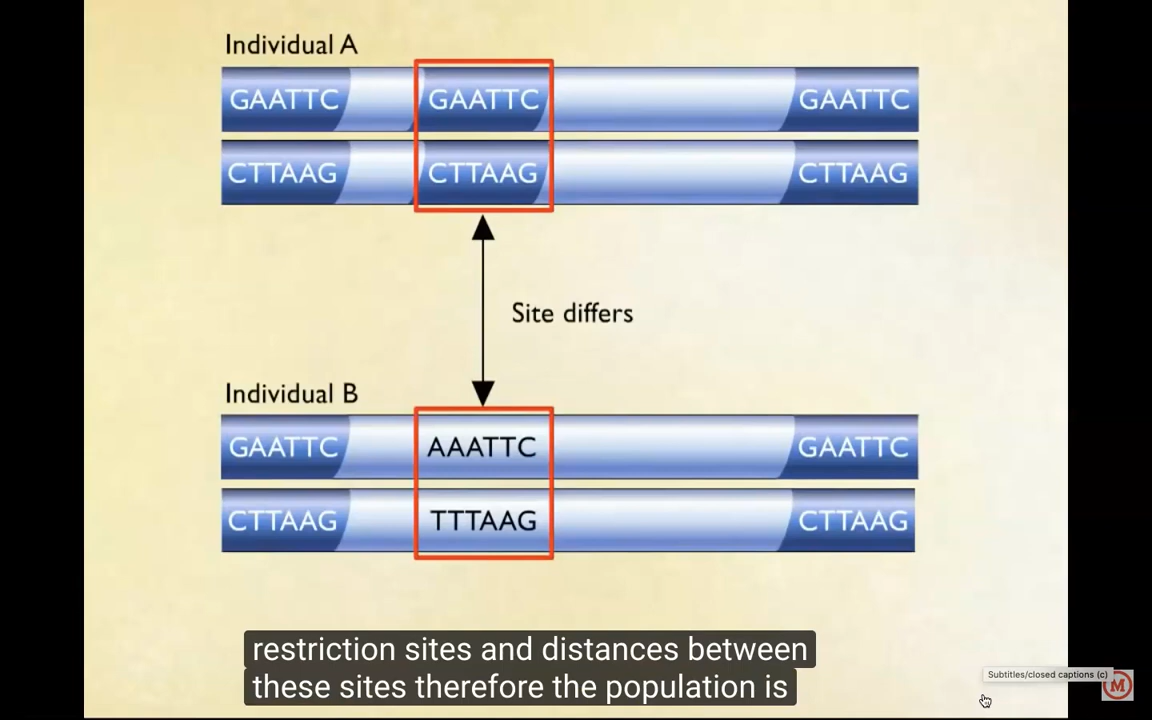 Individual A
GAATTC GAATTC GAATTC
CTTAAG CTTAAG CTTAAG
Site differs
Individual B
GAATTC AAATTC GAATTC
CTTAAG TTTAAG CTTAAG
restriction sites and distances between
these sites therefore the population is
Subtitles/closed captions (c)
M